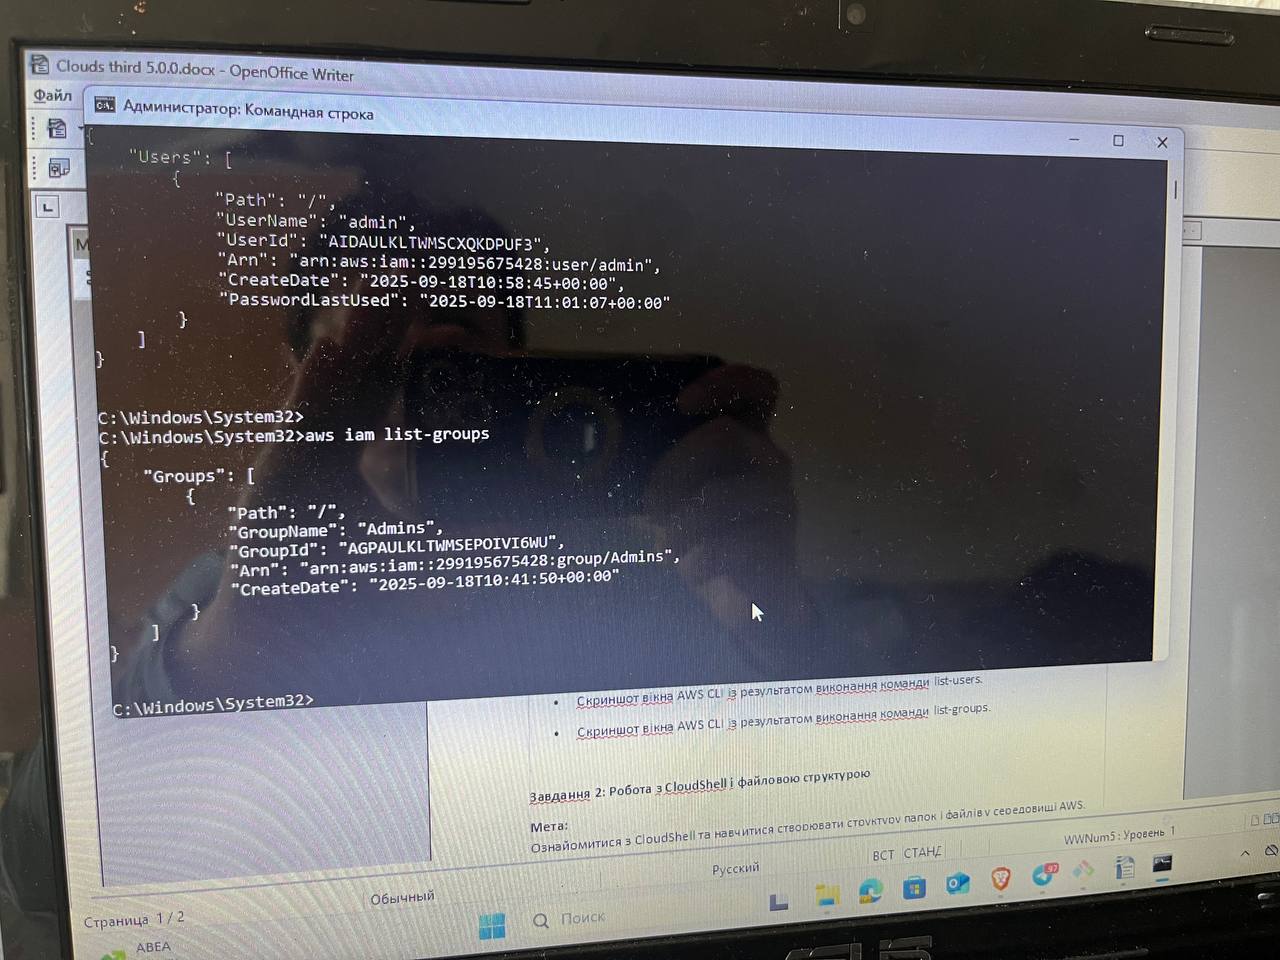 Clouds third 5.0.0.docx - OpenOffice Writer
Файл
Администратор: Командная строка
{
"Users": [
{
"Path": "/",
"UserName": "admin",
"UserId": "AIDAULKLTWMSCXQKDPUF3",
"Arn": "arn:aws:iam::299195675428:user/admin",
"CreateDate": "2025-09-18T10:58:45+00:00",
"PasswordLastUsed": "2025-09-18T11:01:07+00:00"
}
]
}
C:\Windows\System32>
C:\Windows\System32>aws iam list-groups
{
"Groups": [
{
"Path": "/",
"GroupName": "Admins",
"GroupId": "AGPAULKLTWMSEPOIVI6WU",
"Arn": "arn:aws:iam::299195675428:group/Admins",
"CreateDate": "2025-09-18T10:41:50+00:00"
}
]
}
C:\Windows\System32>
• Скриншот вікна AWS CLI із результатом виконання команди list-users.
• Скриншот вікна AWS CLI із результатом виконання команди list-groups.
Завдання 2: Робота з CloudShell і файловою структурою
Мета:
Ознайомитися з CloudShell та навчитися створювати структуру папок і файлів у середовищі AWS.
Страница 1 / 2
Обычный
Русский
ВСТ
СТАНД
WWNum5 : Уровень 1
ABEA
Поиск